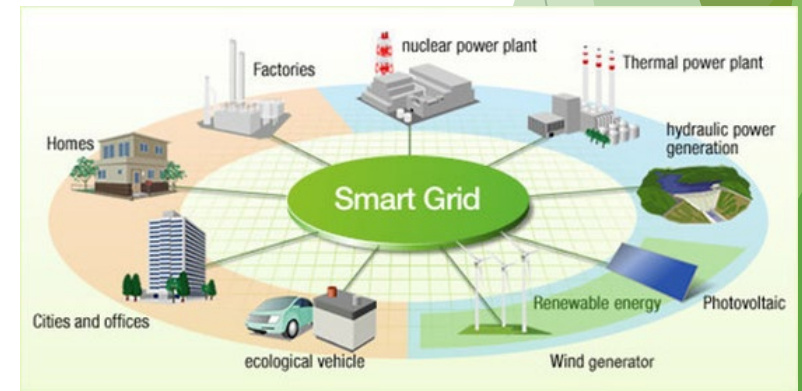 nuclear power plant
Factories
Thermal power plant
hydraulic power
generation
Homes
Smart Grid
Renewable energy
Photovoltaic
Cities and offices
ecological vehicle
Wind generator